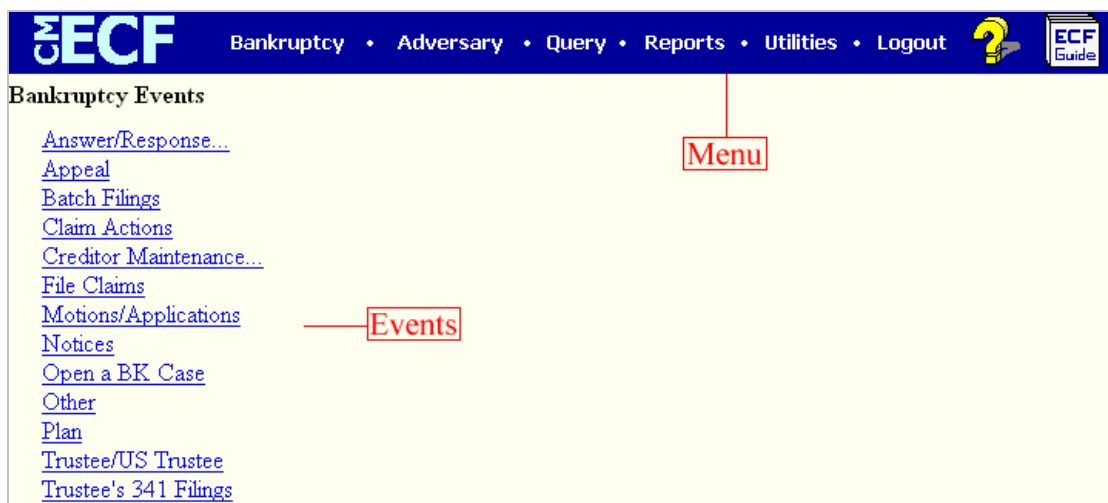 CM ECF Bankruptcy • Adversary • Query • Reports • Utilities • Logout ? ECF Guide
Bankruptcy Events
Answer/Response...
Appeal
Menu
Batch Filings
Claim Actions
Creditor Maintenance...
File Claims
Motions/Applications
Events
Notices
Open a BK Case
Other
Plan
Trustee/US Trustee
Trustee's 341 Filings